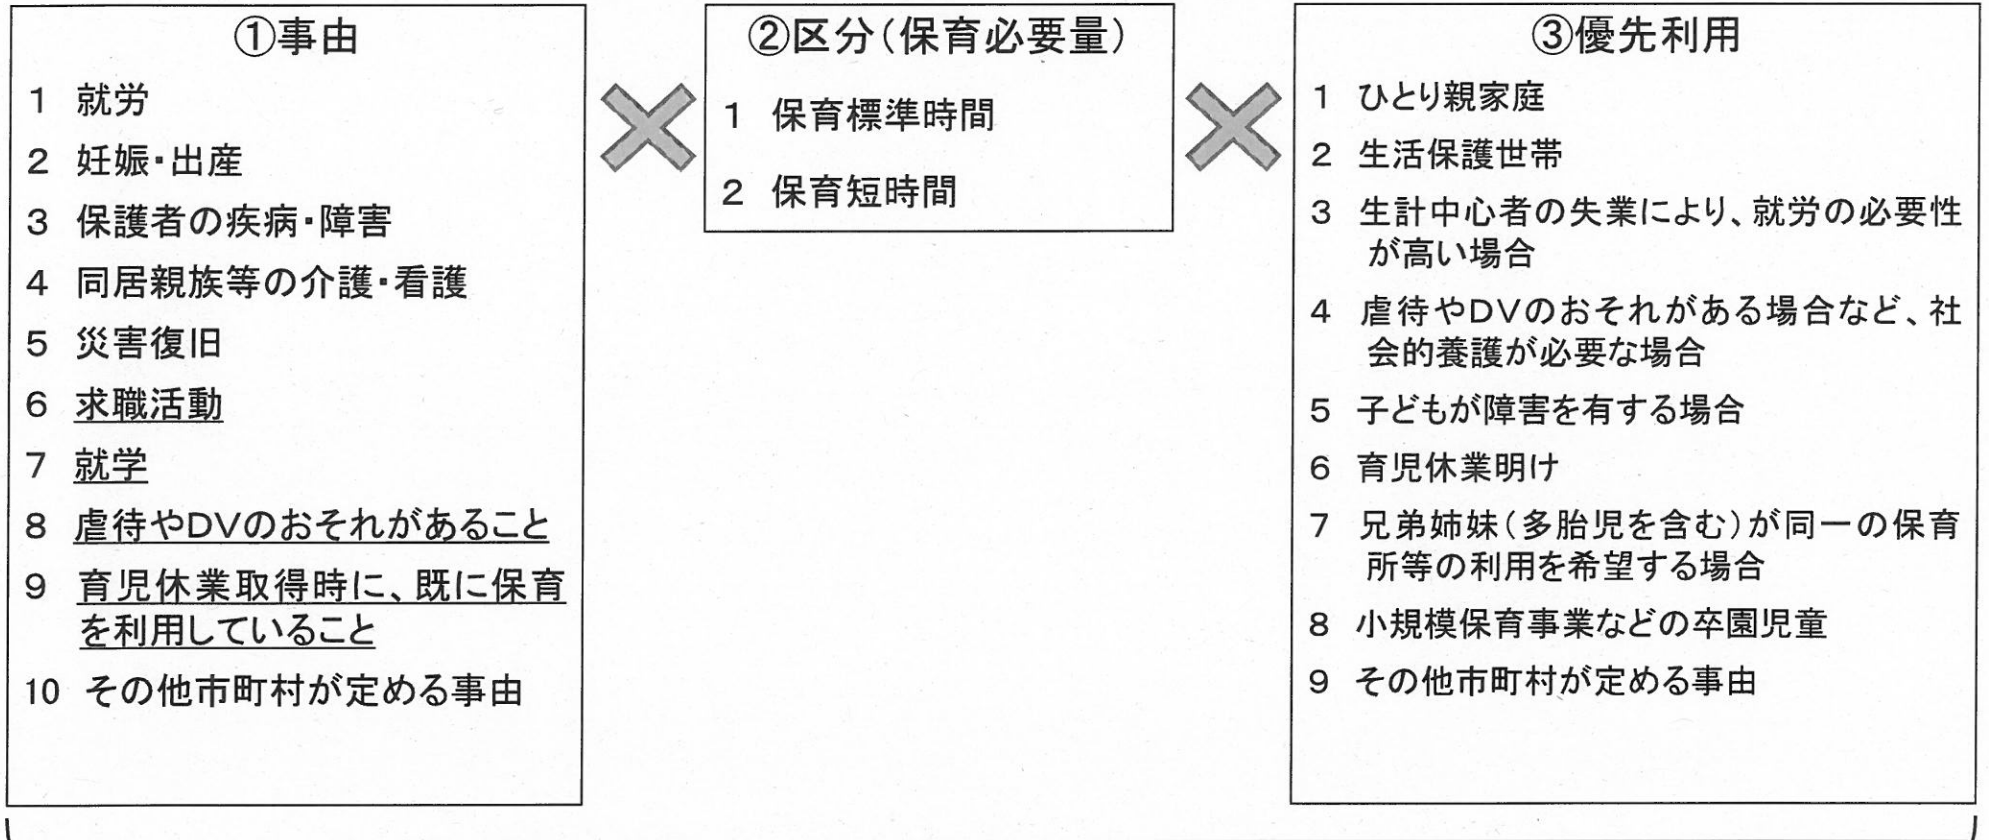 ①事由
1 就労
2 妊娠・出産
3 保護者の疾病・障害
4 同居親族等の介護・看護
5 災害復旧
6 求職活動
7 就学
8 虐待やDVのおそれがあること
9 育児休業取得時に、既に保育
を利用していること
10 その他市町村が定める事由
②区分(保育必要量)
1 保育標準時間
2 保育短時間
③優先利用
1 ひとり親家庭
2 生活保護世帯
3 生計中心者の失業により、就労の必要性
が高い場合
4 虐待やDVのおそれがある場合など、社
会的養護が必要な場合
5 子どもが障害を有する場合
6 育児休業明け
7 兄弟姉妹(多胎児を含む)が同一の保育
所等の利用を希望する場合
8 小規模保育事業などの卒園児童
9 その他市町村が定める事由